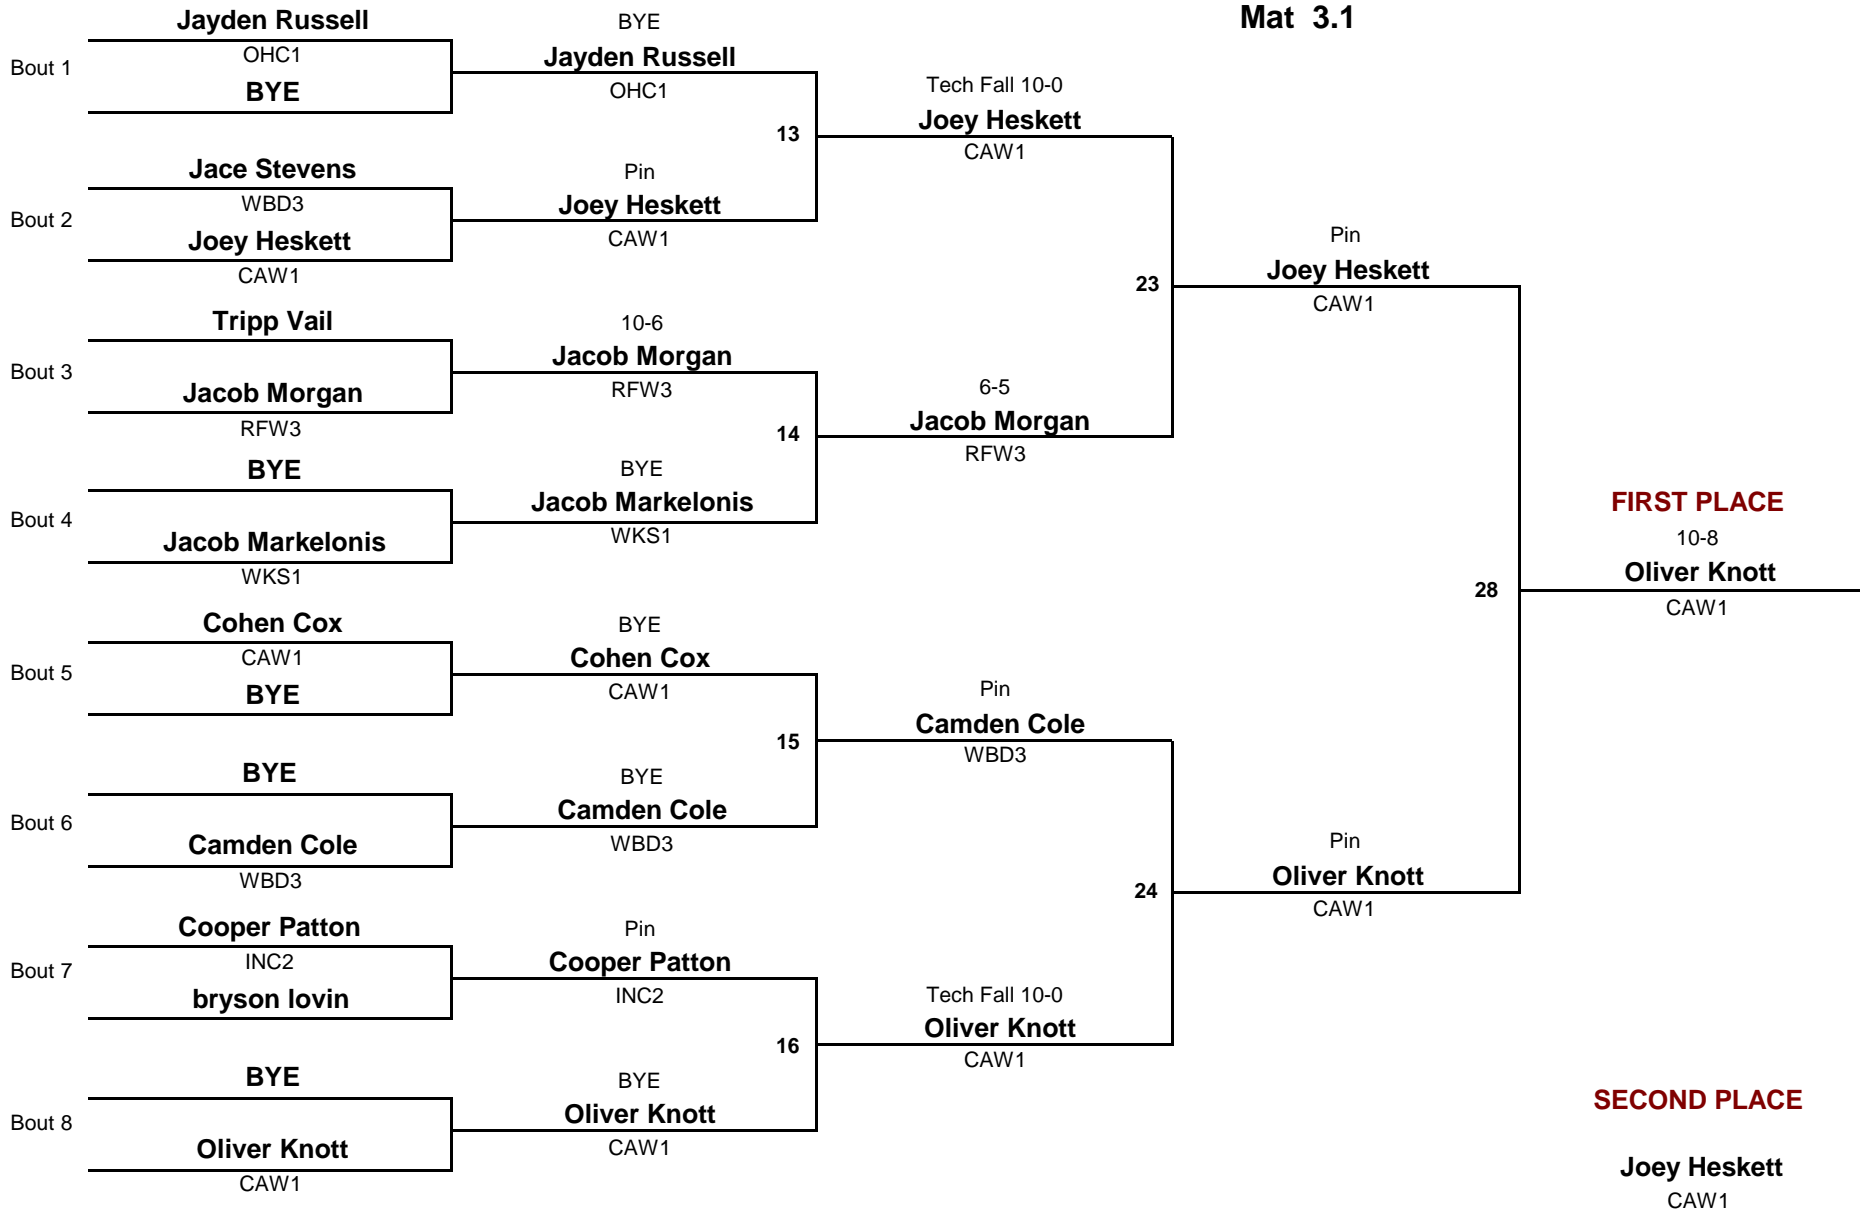 Mat 3.1
Jayden Russell
OHC1
Bout 1
BYE
Jace Stevens
WBD3
Bout 2
Joey Heskett
CAW1
Tripp Vail
Bout 3
Jacob Morgan
RFW3
BYE
Bout 4
Jacob Markelonis
WKS1
Cohen Cox
CAW1
Bout 5
BYE
BYE
Bout 6
Camden Cole
WBD3
Cooper Patton
INC2
Bout 7
bryson lovin
BYE
Bout 8
Oliver Knott
CAW1
BYE
Jayden Russell
OHC1
13
Pin
Joey Heskett
CAW1
10-6
Jacob Morgan
RFW3
14
BYE
Jacob Markelonis
WKS1
BYE
Cohen Cox
CAW1
15
BYE
Camden Cole
WBD3
Pin
Cooper Patton
INC2
16
BYE
Oliver Knott
CAW1
Tech Fall 10-0
Joey Heskett
CAW1
23
6-5
Jacob Morgan
RFW3
Pin
Camden Cole
WBD3
24
Tech Fall 10-0
Oliver Knott
CAW1
Pin
Joey Heskett
CAW1
28
Pin
Oliver Knott
CAW1
FIRST PLACE
10-8
Oliver Knott
CAW1
SECOND PLACE
Joey Heskett
CAW1